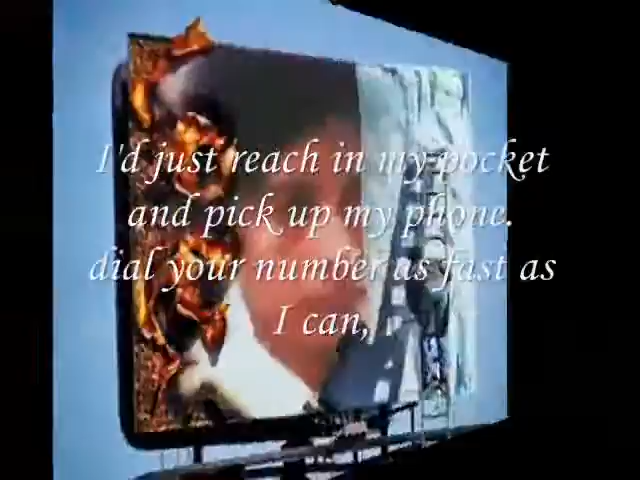 I'd just reach in my pocket
and pick up my phone.
dial your number as fast as
I can,